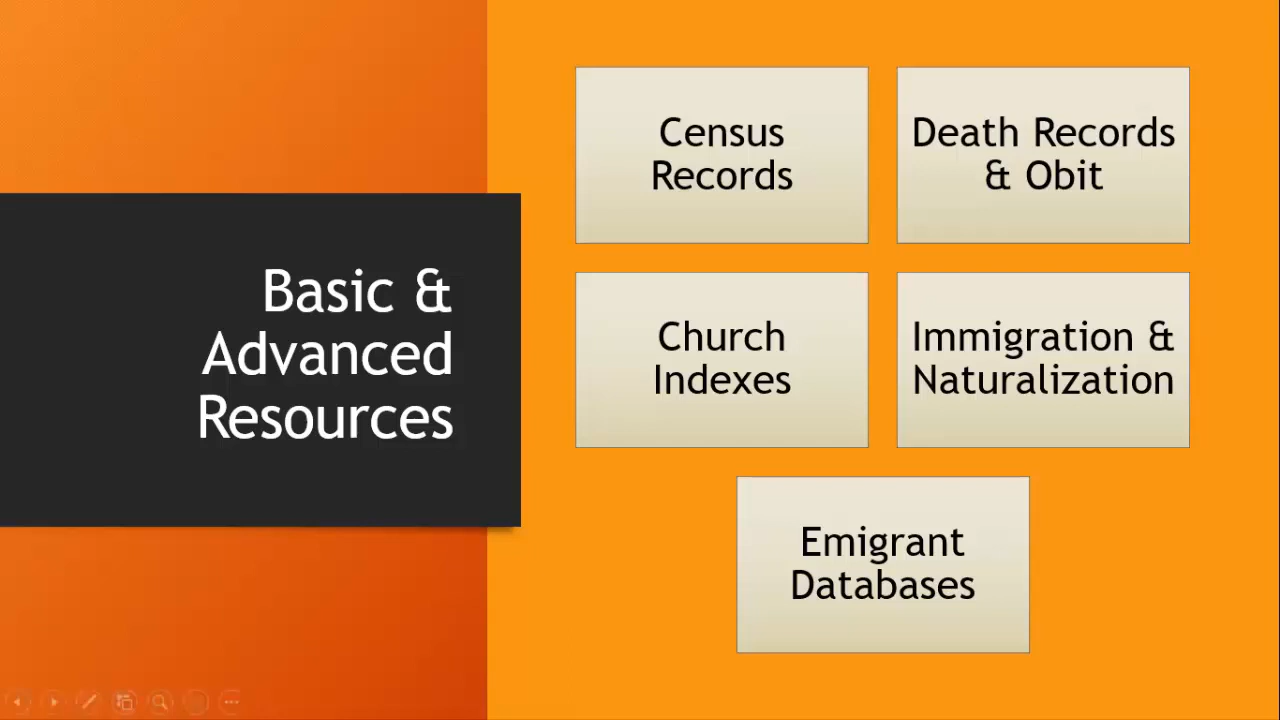 Basic &
Advanced
Resources
Census
Records
Death Records
& Obit
Church
Indexes
Immigration &
Naturalization
Emigrant
Databases